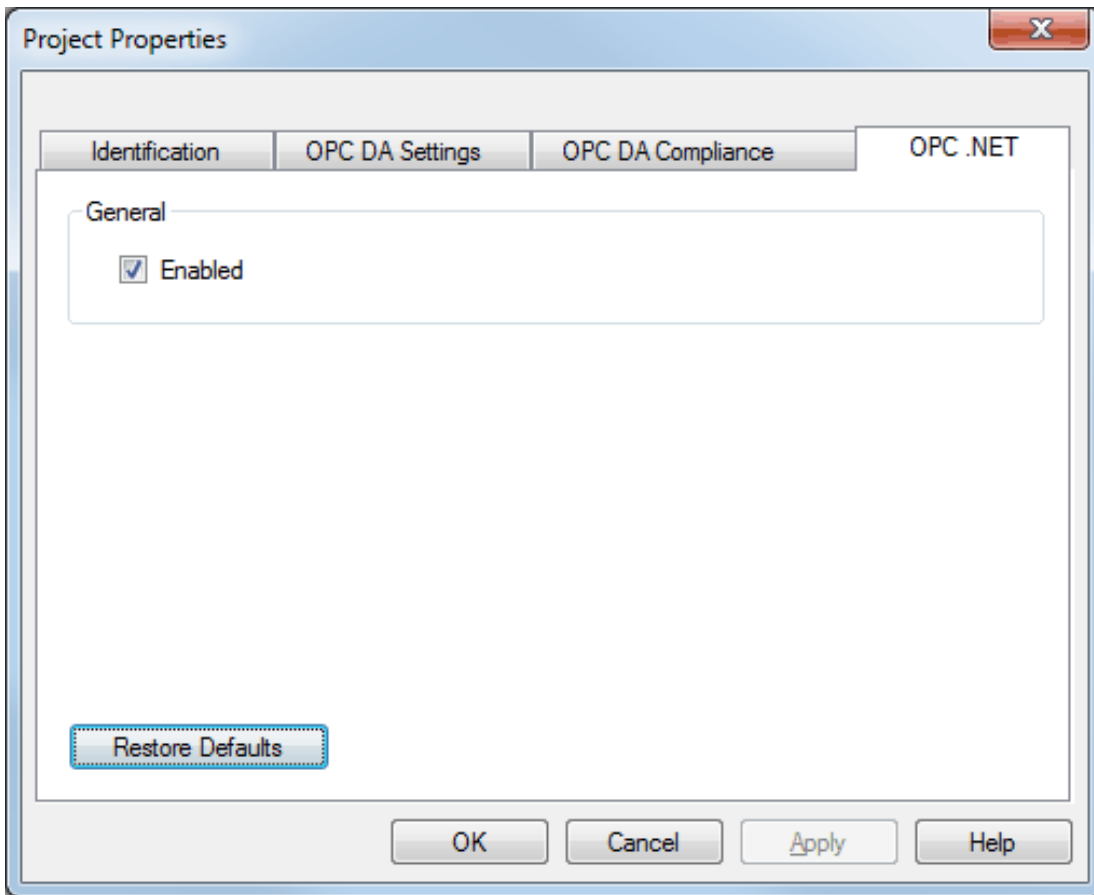 Project Properties
Identification OPC DA Settings OPC DA Compliance OPC .NET
General
Enabled
Restore Defaults
OK Cancel Apply Help